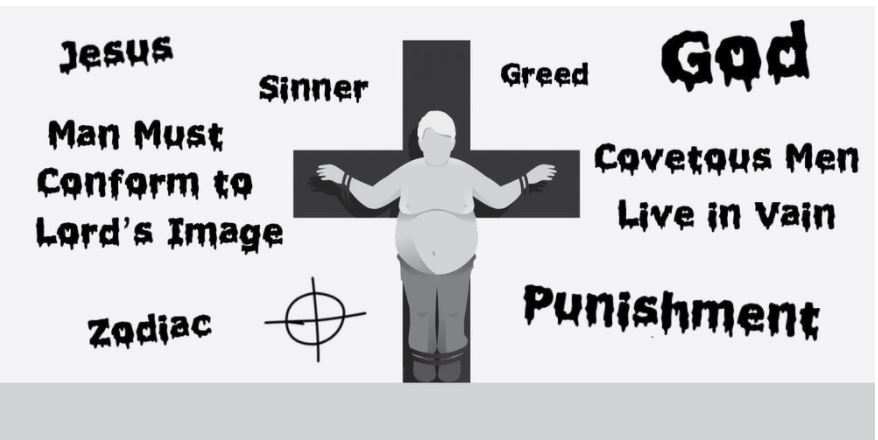 Jesus
Sinner
Greed
God
Man Must
Conform to
Lord's Image
Covetous Men
Live in Vain
Zodiac
Punishment